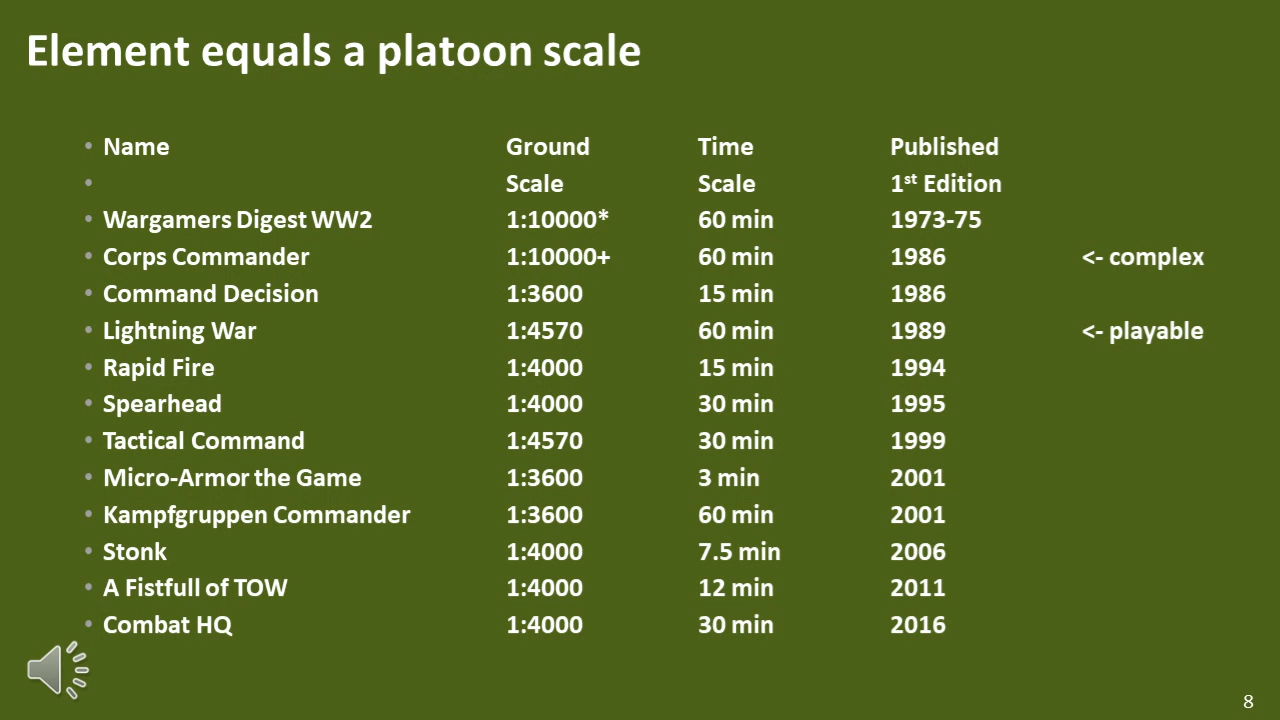 Element equals a platoon scale
• Name Ground Time Published
• Scale Scale 1st Edition
• Wargamers Digest WW2 1:10000* 60 min 1973-75
• Corps Commander 1:10000+ 60 min 1986 <- complex
• Command Decision 1:3600 15 min 1986
• Lightning War 1:4570 60 min 1989 <- playable
• Rapid Fire 1:4000 15 min 1994
• Spearhead 1:4000 30 min 1995
• Tactical Command 1:4570 30 min 1999
• Micro-Armor the Game 1:3600 3 min 2001
• Kampfgruppen Commander 1:3600 60 min 2001
• Stonk 1:4000 7.5 min 2006
• A Fistfull of TOW 1:4000 12 min 2011
• Combat HQ 1:4000 30 min 2016
8